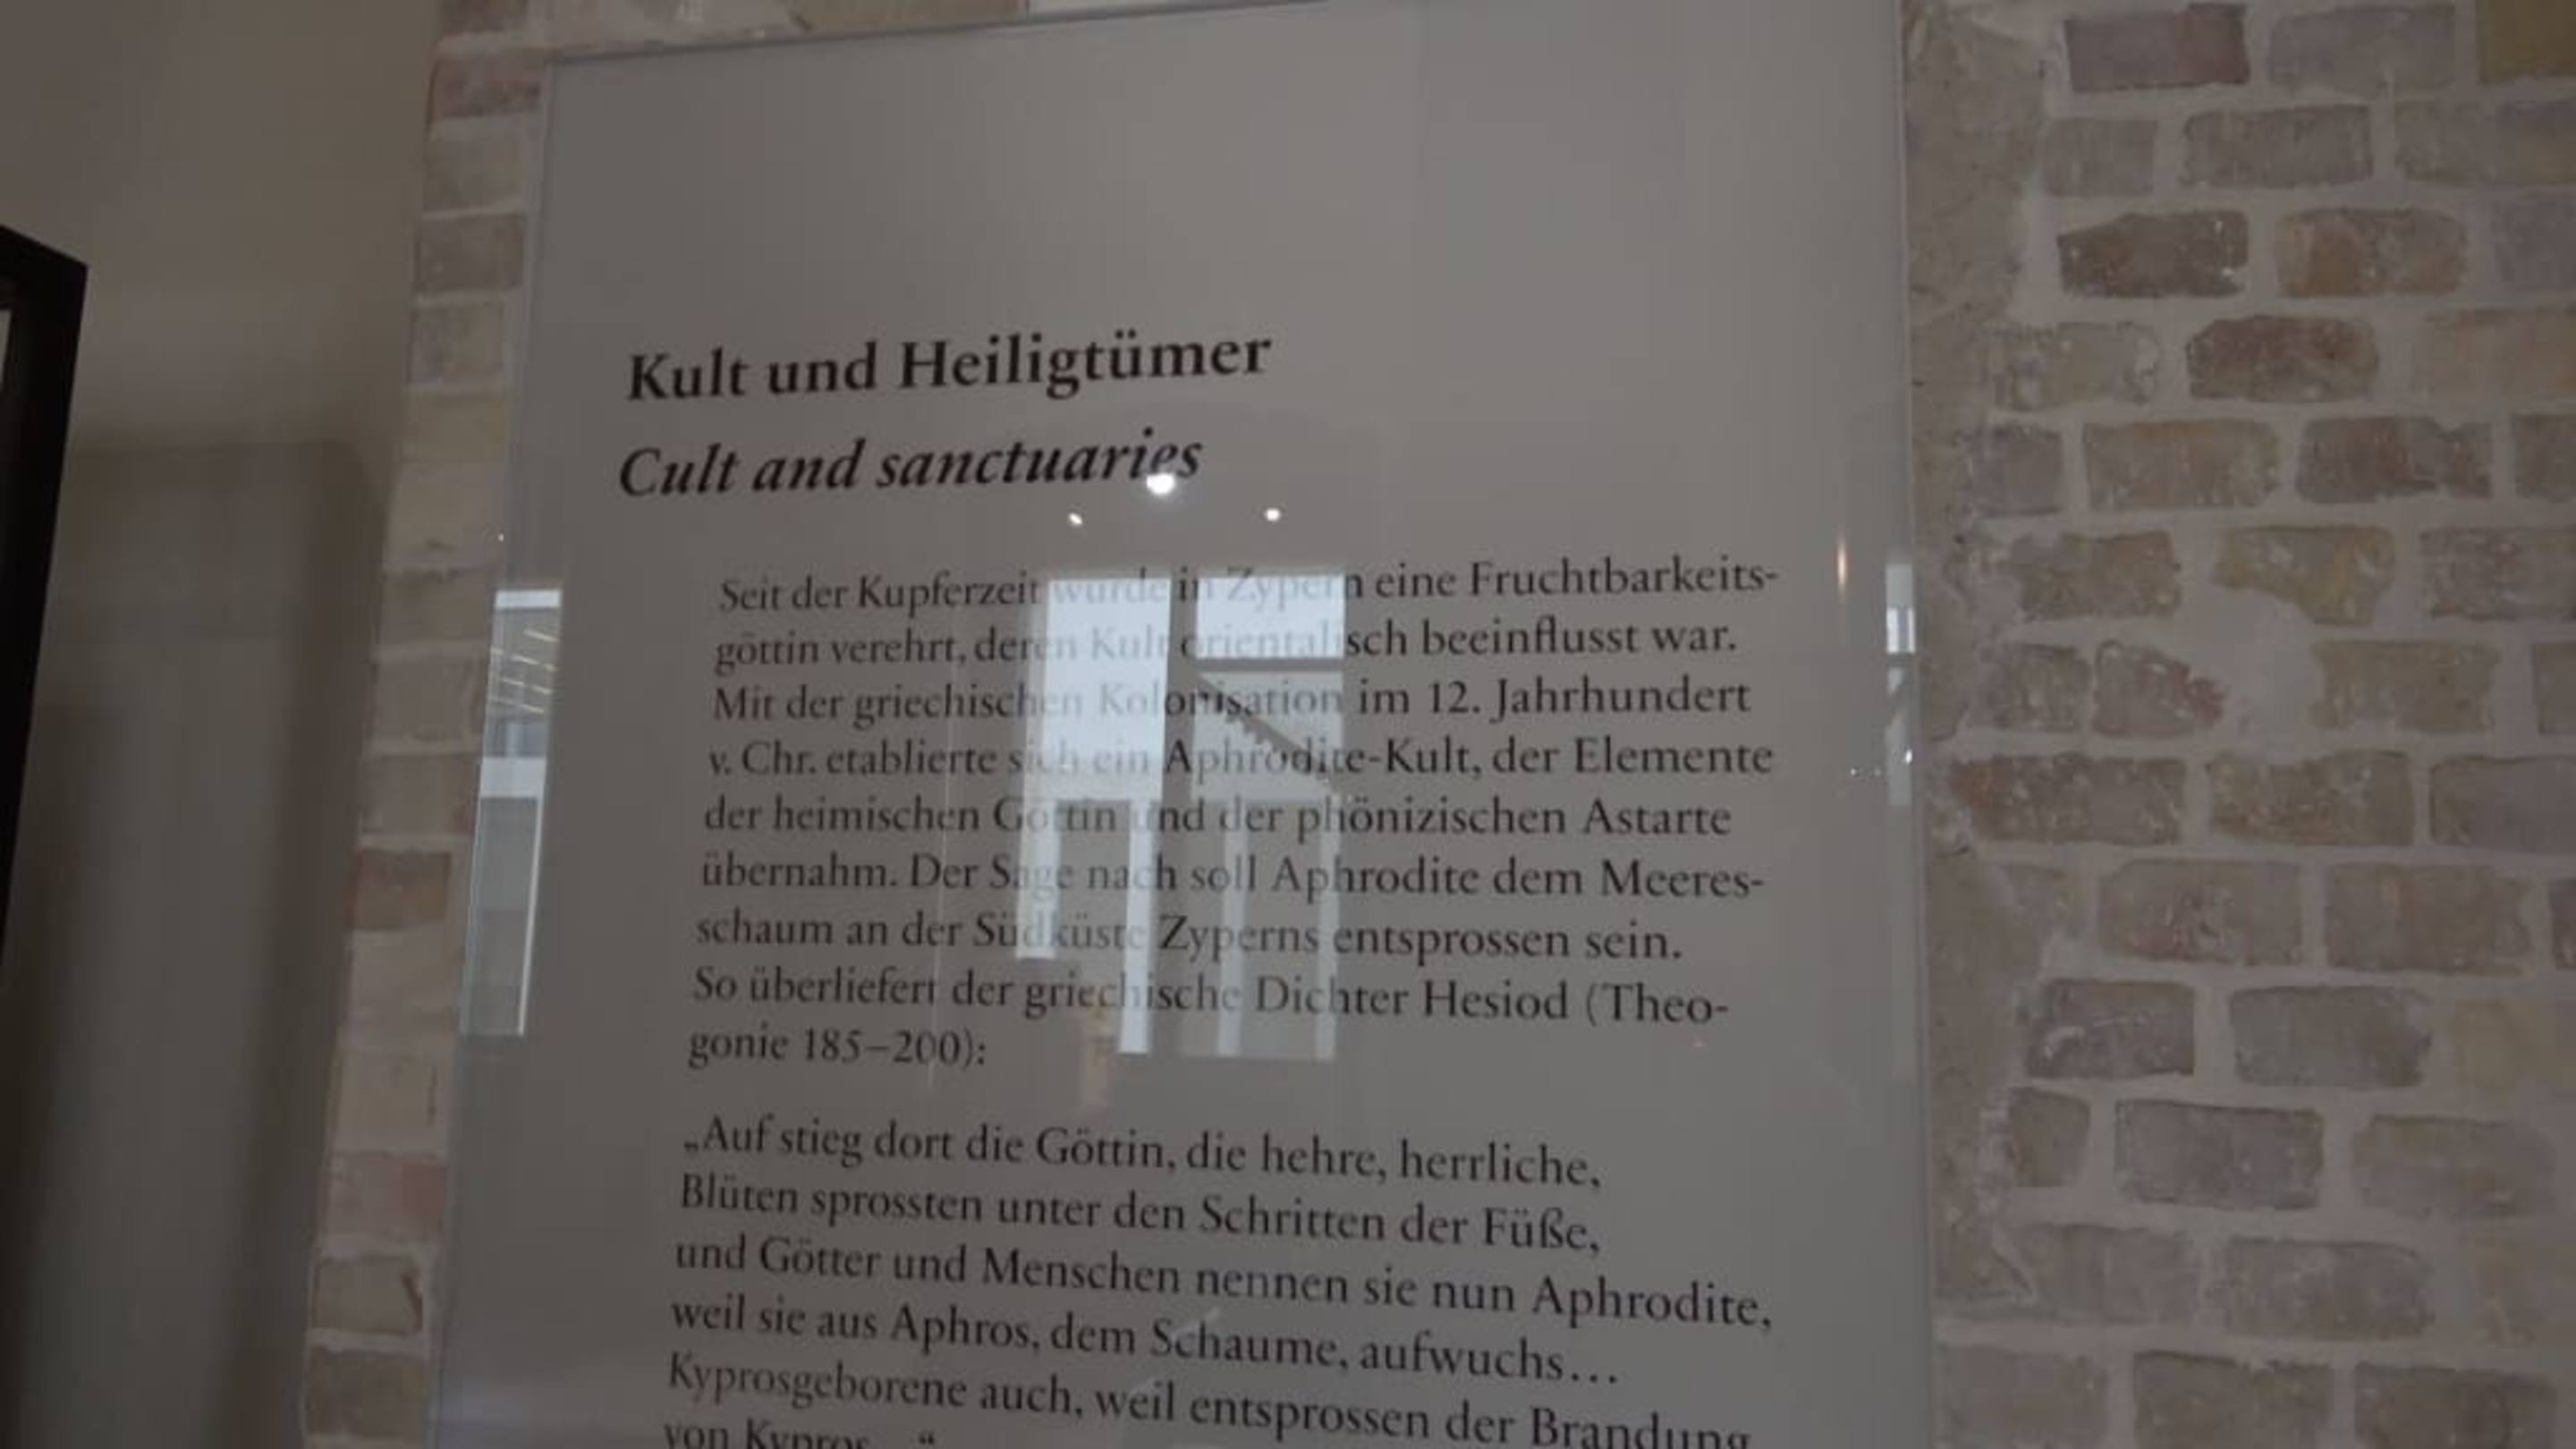 Kult und Heiligtümer
Cult and sanctuaries
Seit der Kupferzeit wurde in Zypern eine Fruchtbarkeits-
göttin verehrt, deren Kult orientalisch beeinflusst war.
Mit der griechischen Kolonisation im 12. Jahrhundert
v. Chr. etablierte sich ein Aphrodite-Kult, der Elemente
der heimischen Göttin und der phönizischen Astarte
übernahm. Der Sage nach soll Aphrodite dem Meeres-
schaum an der Südküste Zyperns entsprossen sein.
So überliefert der griechische Dichter Hesiod (Theo-
gonie 185–200):
„Auf stieg dort die Göttin, die hehre, herrliche,
Blüten sprossten unter den Schritten der Füße,
und Götter und Menschen nennen sie nun Aphrodite,
weil sie aus Aphros, dem Schaume, aufwuchs…
Kyprosgeborene auch, weil entsprossen der Brandung
von Kypros…“